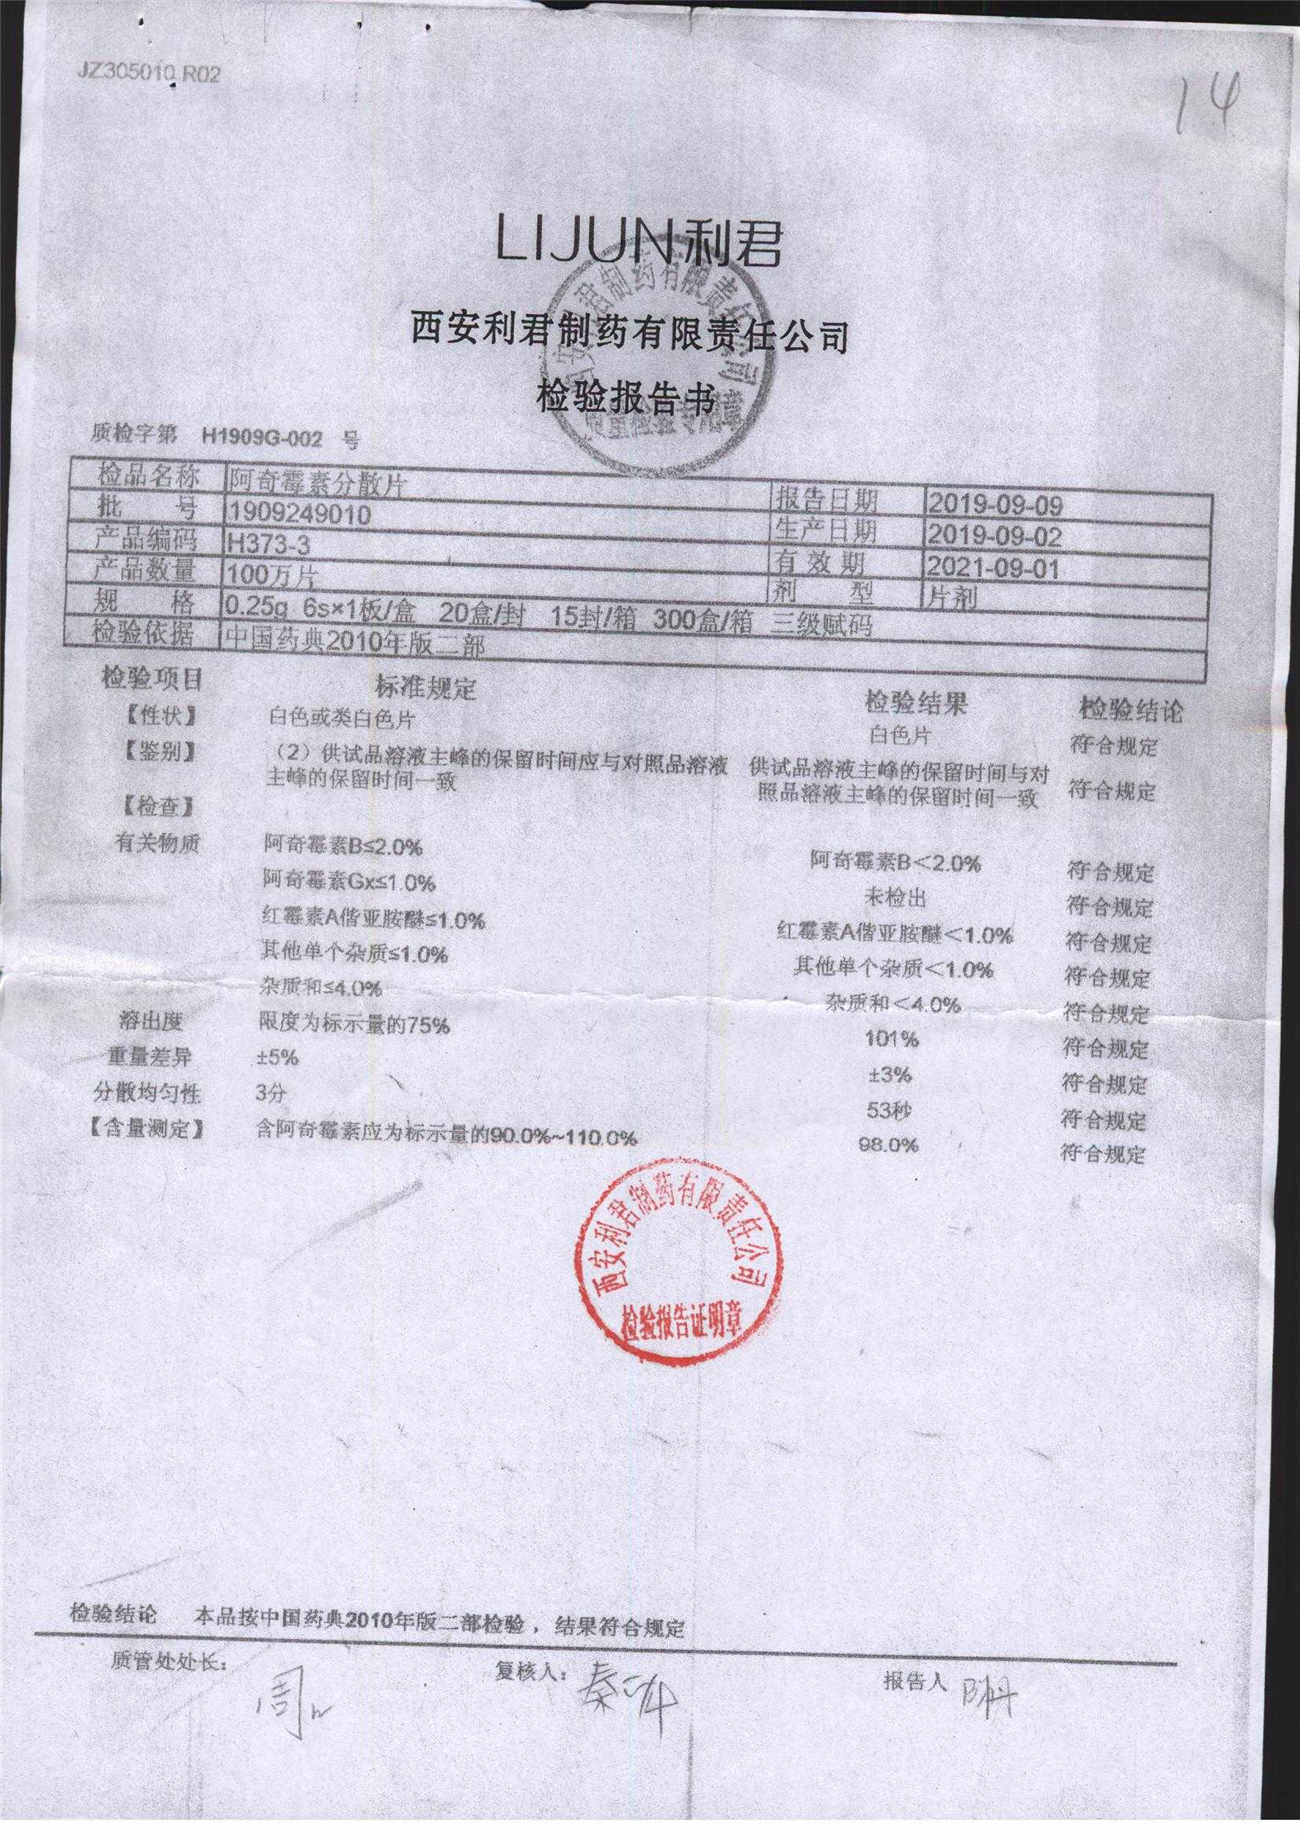 JZ305010 R02
14
LIJUN利君
西安利君制药有限责任公司
检验报告书
西安利君制药有限责任公司
质量检验专用章
质检字第 H1909G-002 号
检品名称 阿奇霉素分散片 报告日期 2019-09-09
批 号 1909249010 生产日期 2019-09-02
产品编码 H373-3 有效期 2021-09-01
产品数量 100万片 剂 型 片剂
规 格 0.25g 6s×1板/盒 20盒/封 15封/箱 300盒/箱 三级赋码
检验依据 中国药典2010年版二部
检验项目 标准规定 检验结果 检验结论
【性状】 白色或类白色片 白色片 符合规定
【鉴别】 (2)供试品溶液主峰的保留时间应与对照品溶液 供试品溶液主峰的保留时间与对
主峰的保留时间一致 照品溶液主峰的保留时间一致 符合规定
【检查】
有关物质 阿奇霉素B≤2.0% 阿奇霉素B＜2.0% 符合规定
阿奇霉素Gx≤1.0% 未检出 符合规定
红霉素A偕亚胺醚≤1.0% 红霉素A偕亚胺醚＜1.0% 符合规定
其他单个杂质≤1.0% 其他单个杂质＜1.0% 符合规定
杂质和≤4.0% 杂质和＜4.0% 符合规定
溶出度 限度为标示量的75% 101% 符合规定
重量差异 ±5% ±3% 符合规定
分散均匀性 3分 53秒 符合规定
【含量测定】 含阿奇霉素应为标示量的90.0%~110.0% 98.0% 符合规定
西安利君制药有限责任公司
检验报告证明章
检验结论 本品按中国药典2010年版二部检验，结果符合规定
质管处处长: 复核人: 报告人